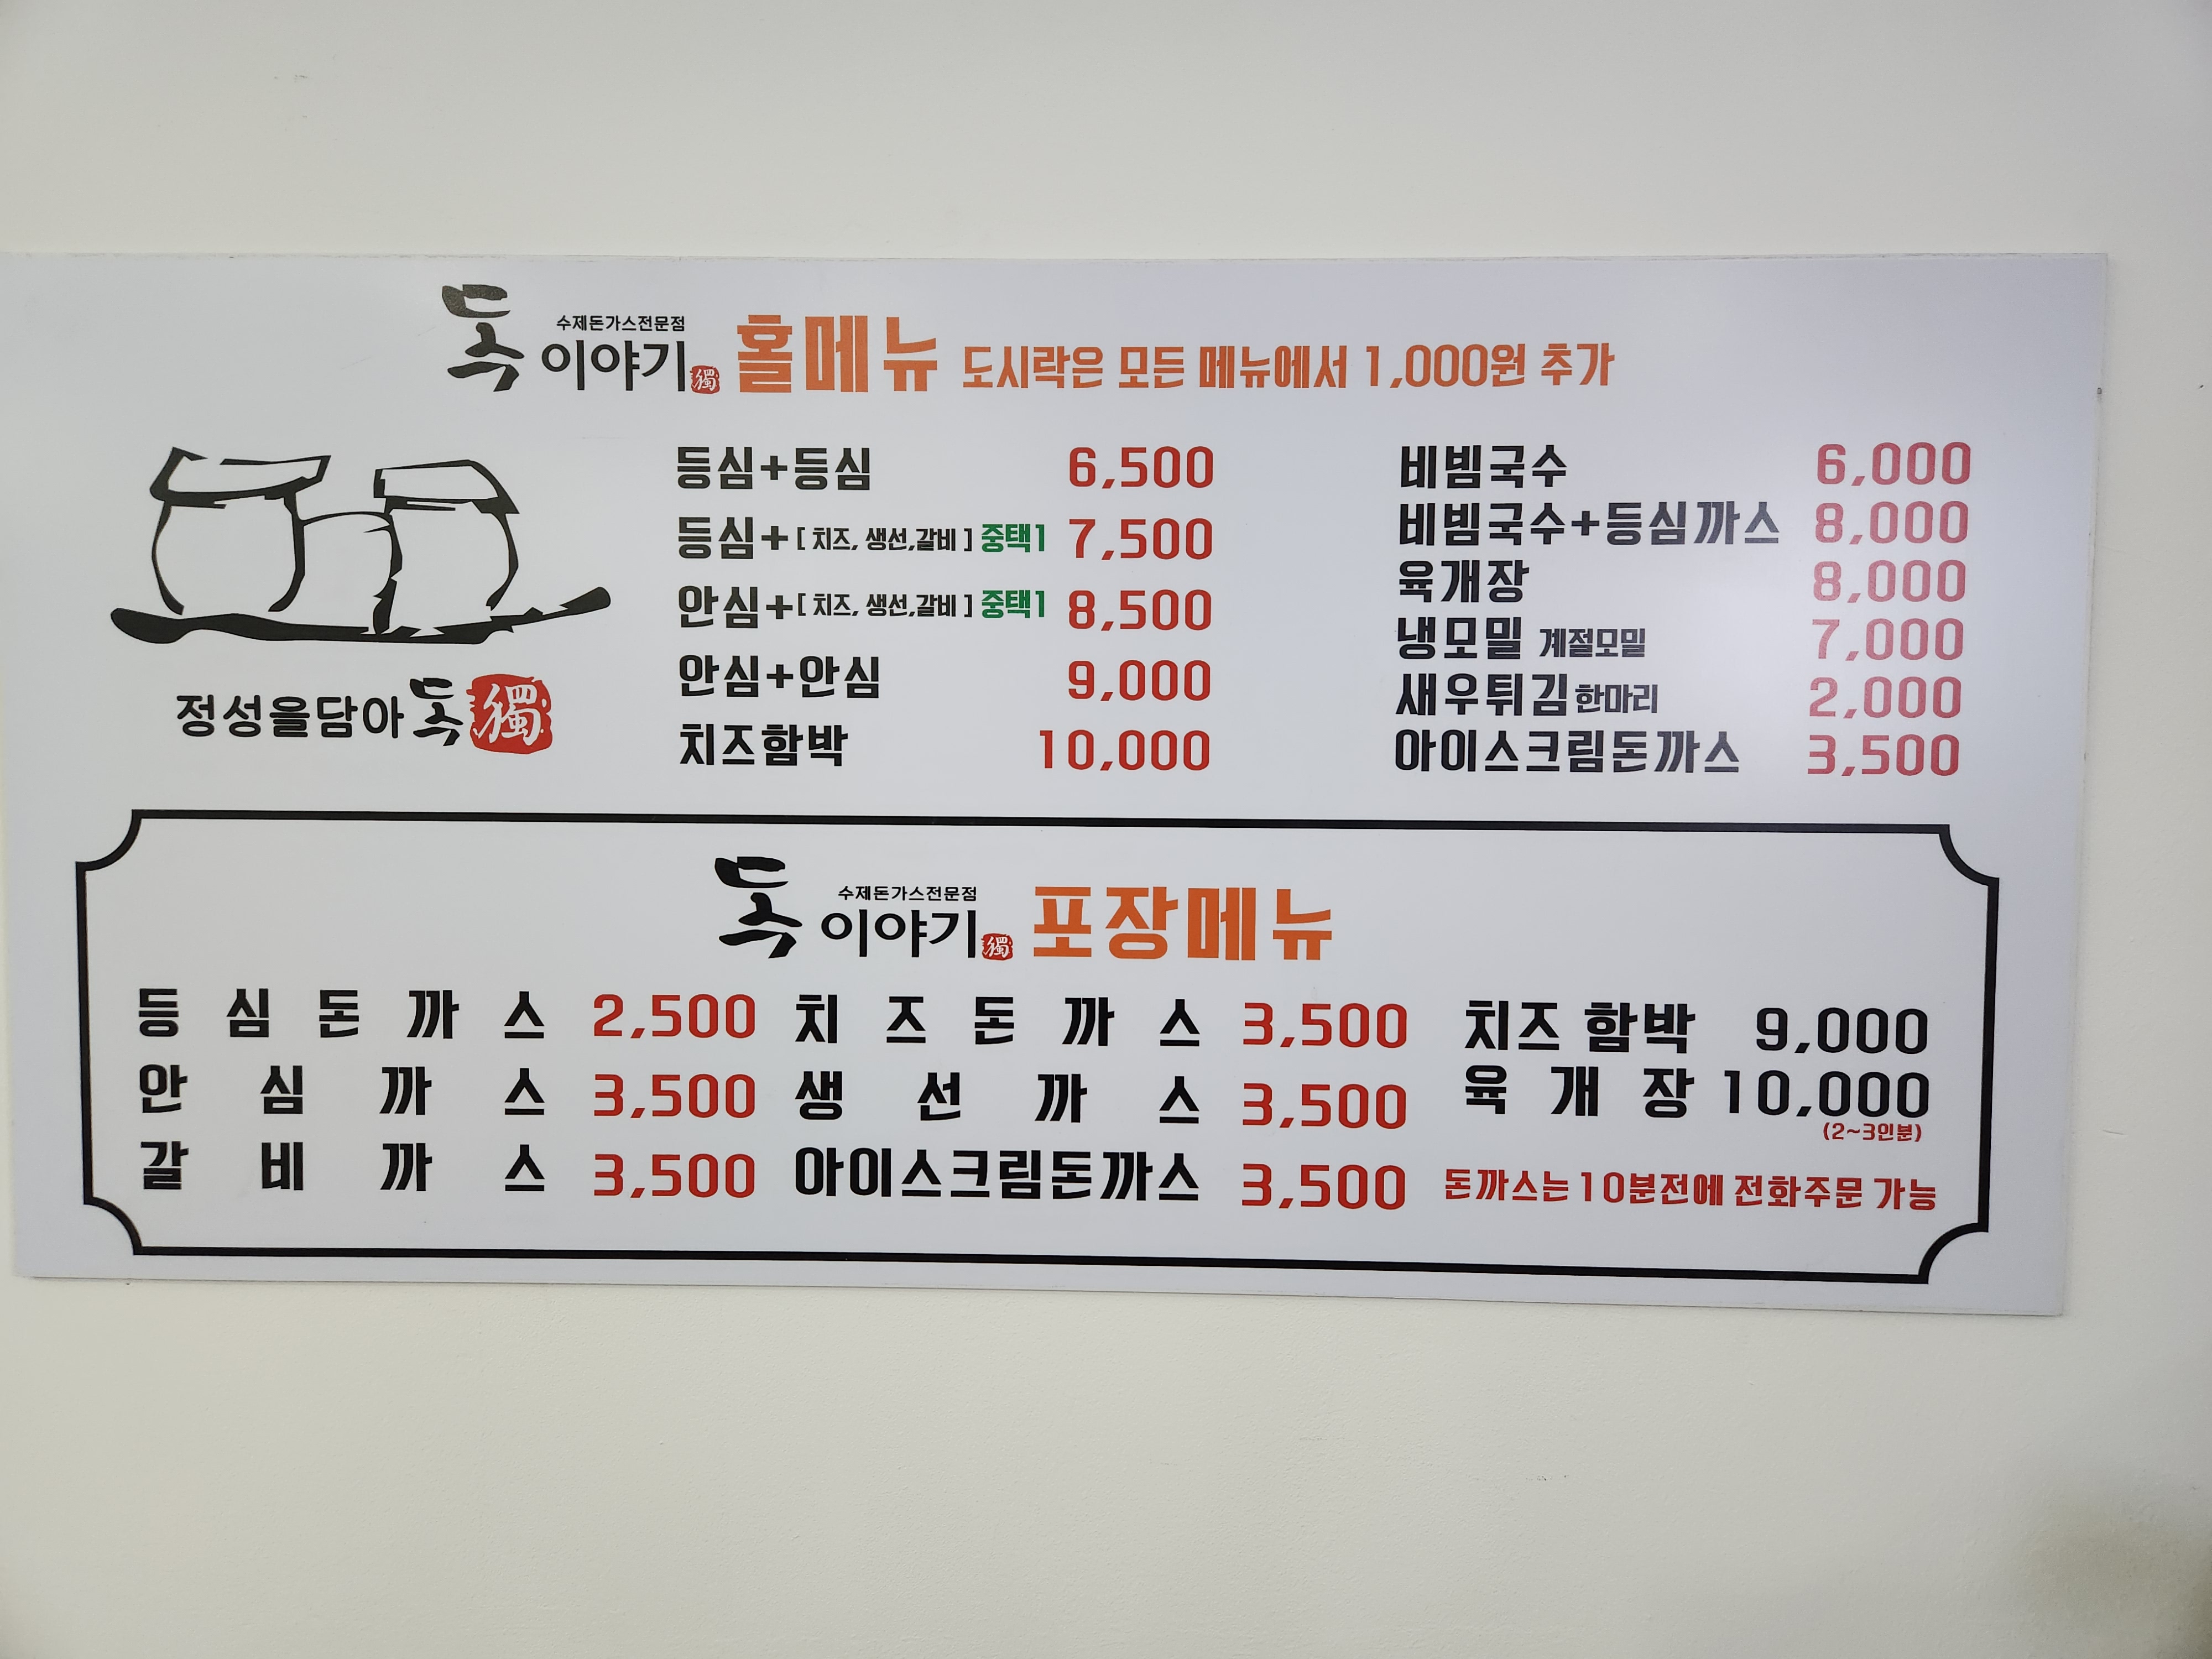 독 수제돈가스전문점 이야기 獨 홀메뉴 도시락은 모든 메뉴에서 1,000원 추가
정성을담아 독 獨
등심+등심 6,500
등심+[ 치즈, 생선,갈비 ] 중택1 7,500
안심+[ 치즈, 생선,갈비 ] 중택1 8,500
안심+안심 9,000
치즈함박 10,000
비빔국수 6,000
비빔국수+등심까스 8,000
육개장 8,000
냉모밀 계절모밀 7,000
새우튀김 한마리 2,000
아이스크림돈까스 3,500
독 수제돈가스전문점 이야기 獨 포장메뉴
등심돈까스 2,500
안심까스 3,500
갈비까스 3,500
치즈돈까스 3,500
생선까스 3,500
아이스크림돈까스 3,500
치즈 함박 9,000
육개장 10,000
(2~3인분)
돈까스는 10분전에 전화주문 가능